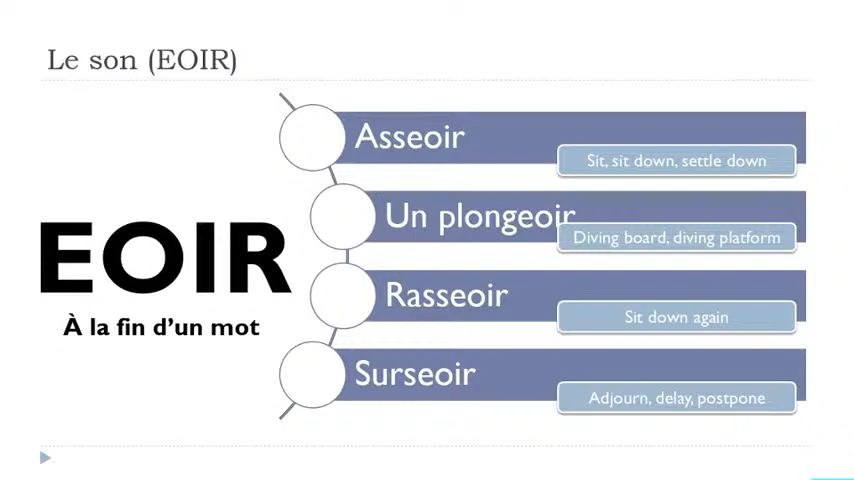 Le son (EOIR)
Asseoir
Sit, sit down, settle down
Un plongeoir
Diving board, diving platform
EOIR
À la fin d'un mot
Rasseoir
Sit down again
Surseoir
Adjourn, delay, postpone